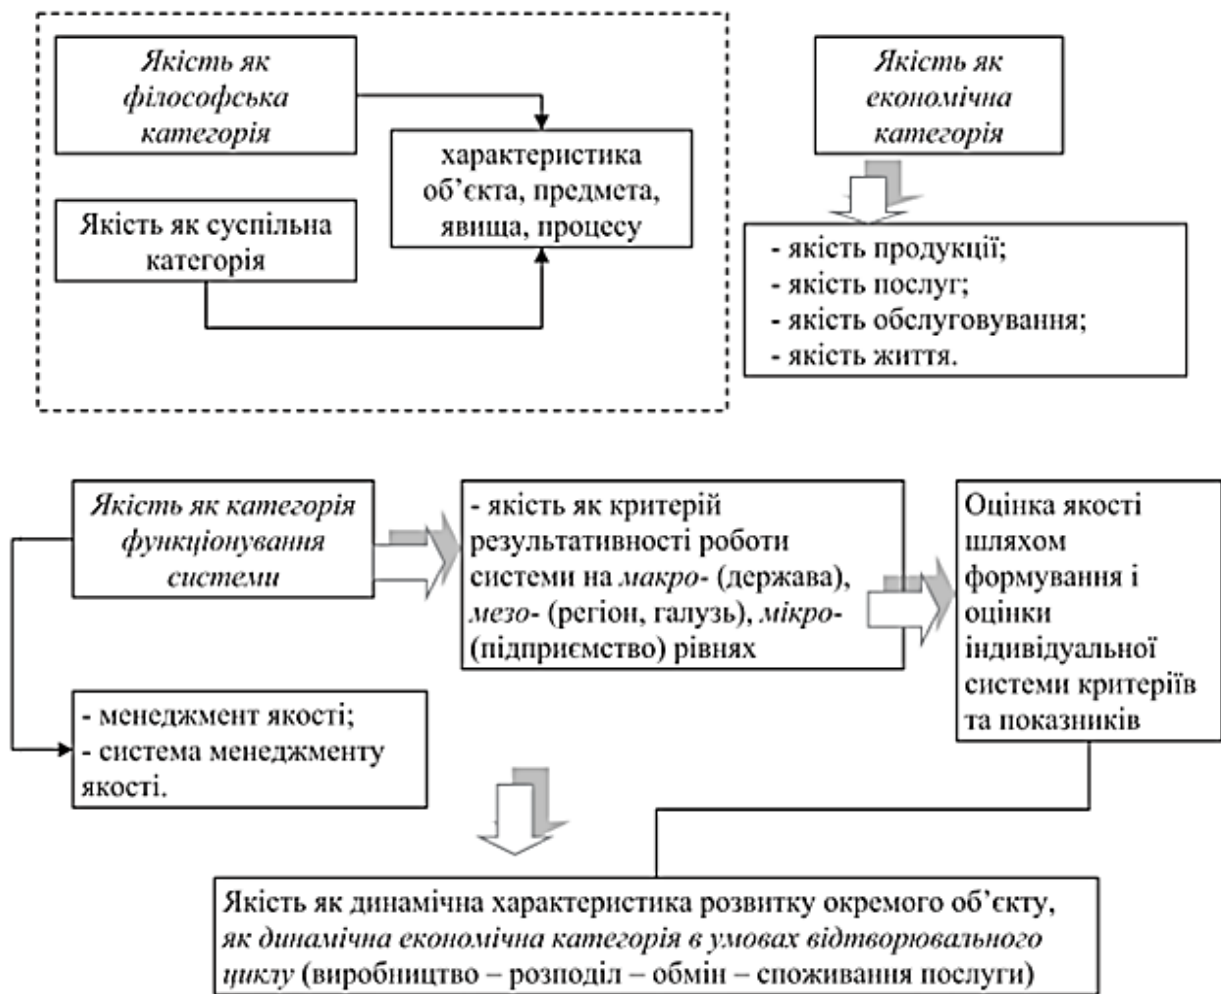 Якість як
філософська
категорія
Якість як суспільна
категорія
характеристика
об’єкта, предмета,
явища, процесу
Якість як
економічна
категорія
- якість продукції;
- якість послуг;
- якість обслуговування;
- якість життя.
Якість як категорія
функціонування
системи
- якість як критерій
результативності роботи
системи на макро- (держава),
мезо- (регіон, галузь), мікро-
(підприємство) рівнях
Оцінка якості
шляхом
формування і
оцінки
індивідуальної
системи критеріїв
та показників
- менеджмент якості;
- система менеджменту
якості.
Якість як динамічна характеристика розвитку окремого об’єкту,
як динамічна економічна категорія в умовах відтворювального
циклу (виробництво – розподіл – обмін – споживання послуги)